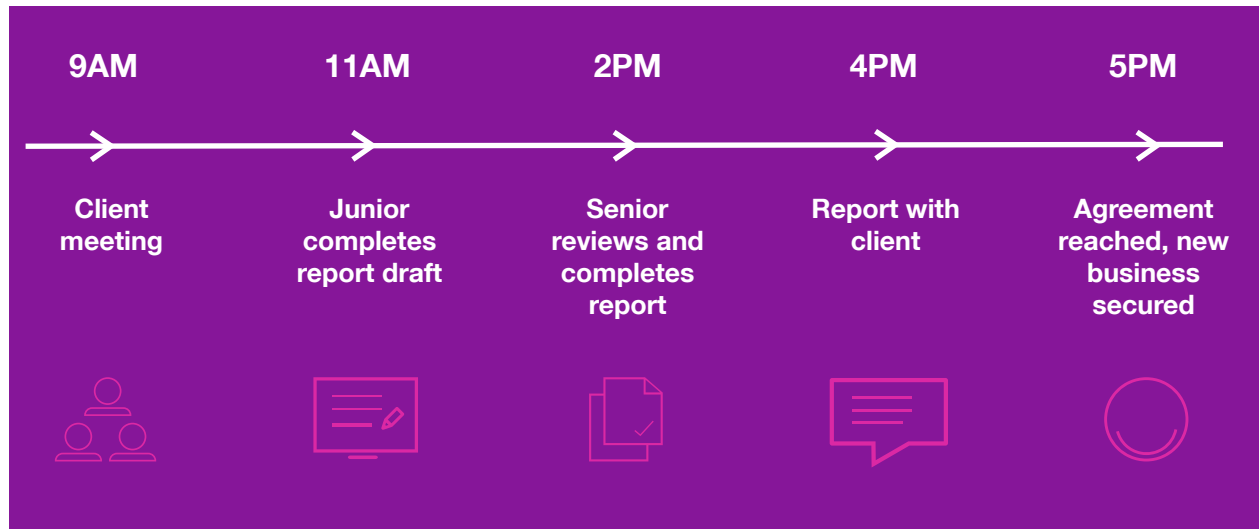 9AM
11AM
2PM
4PM
5PM
Client
meeting
Junior
completes
report draft
Senior
reviews and
completes
report
Report with
client
Agreement
reached, new
business
secured